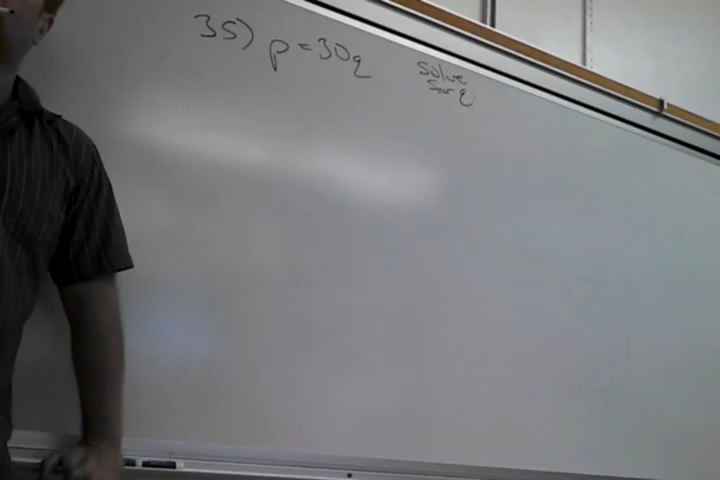 35) p=30q
solve
for q